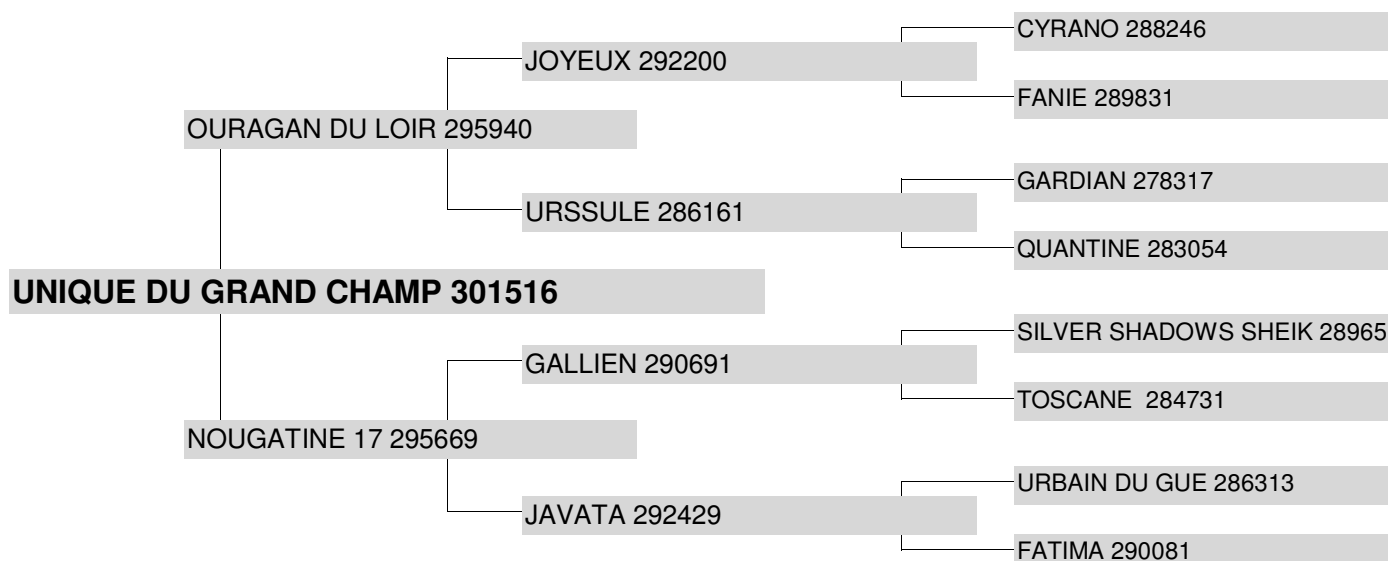 CYRANO 288246
JOYEUX 292200
FANIE 289831
OURAGAN DU LOIR 295940
GARDIAN 278317
URSSULE 286161
QUANTINE 283054
UNIQUE DU GRAND CHAMP 301516
SILVER SHADOWS SHEIK 28965
GALLIEN 290691
TOSCANE 284731
NOUGATINE 17 295669
URBAIN DU GUE 286313
JAVATA 292429
FATIMA 290081